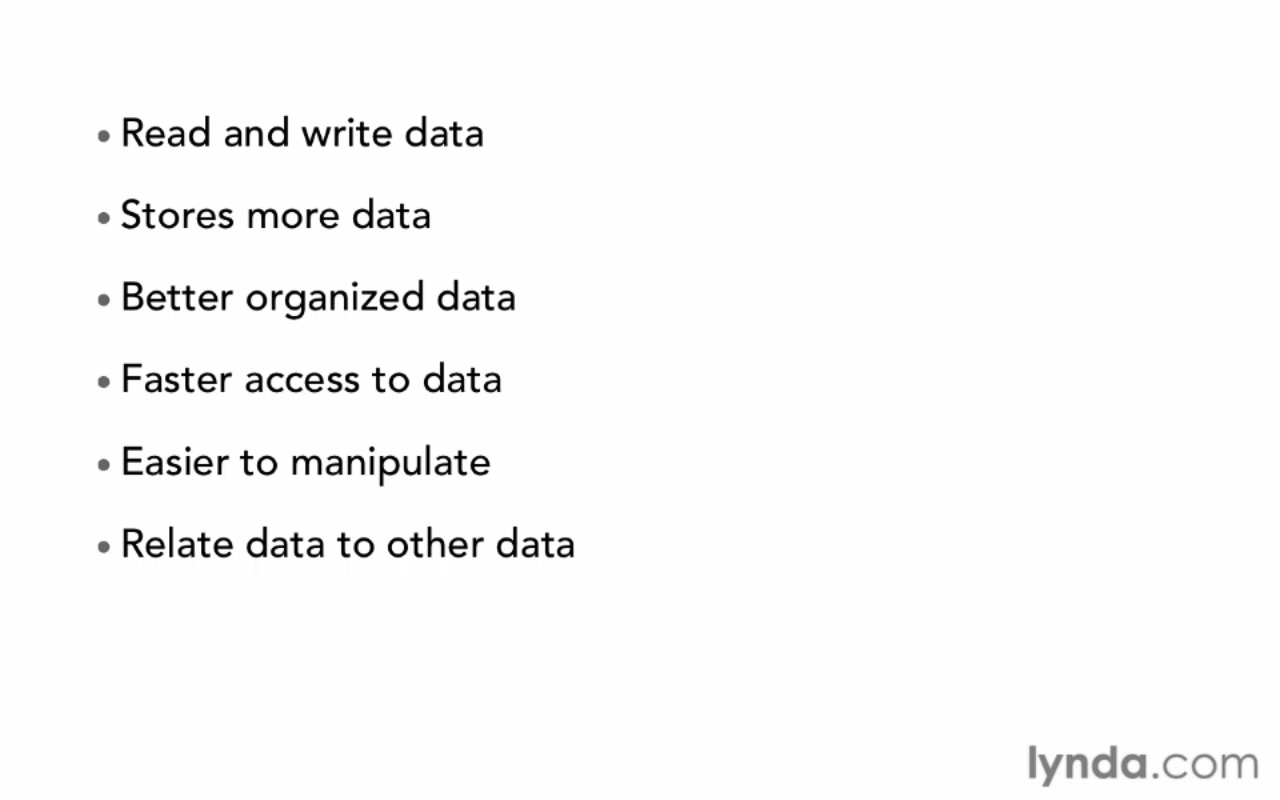 • Read and write data
• Stores more data
• Better organized data
• Faster access to data
• Easier to manipulate
• Relate data to other data
lynda.com